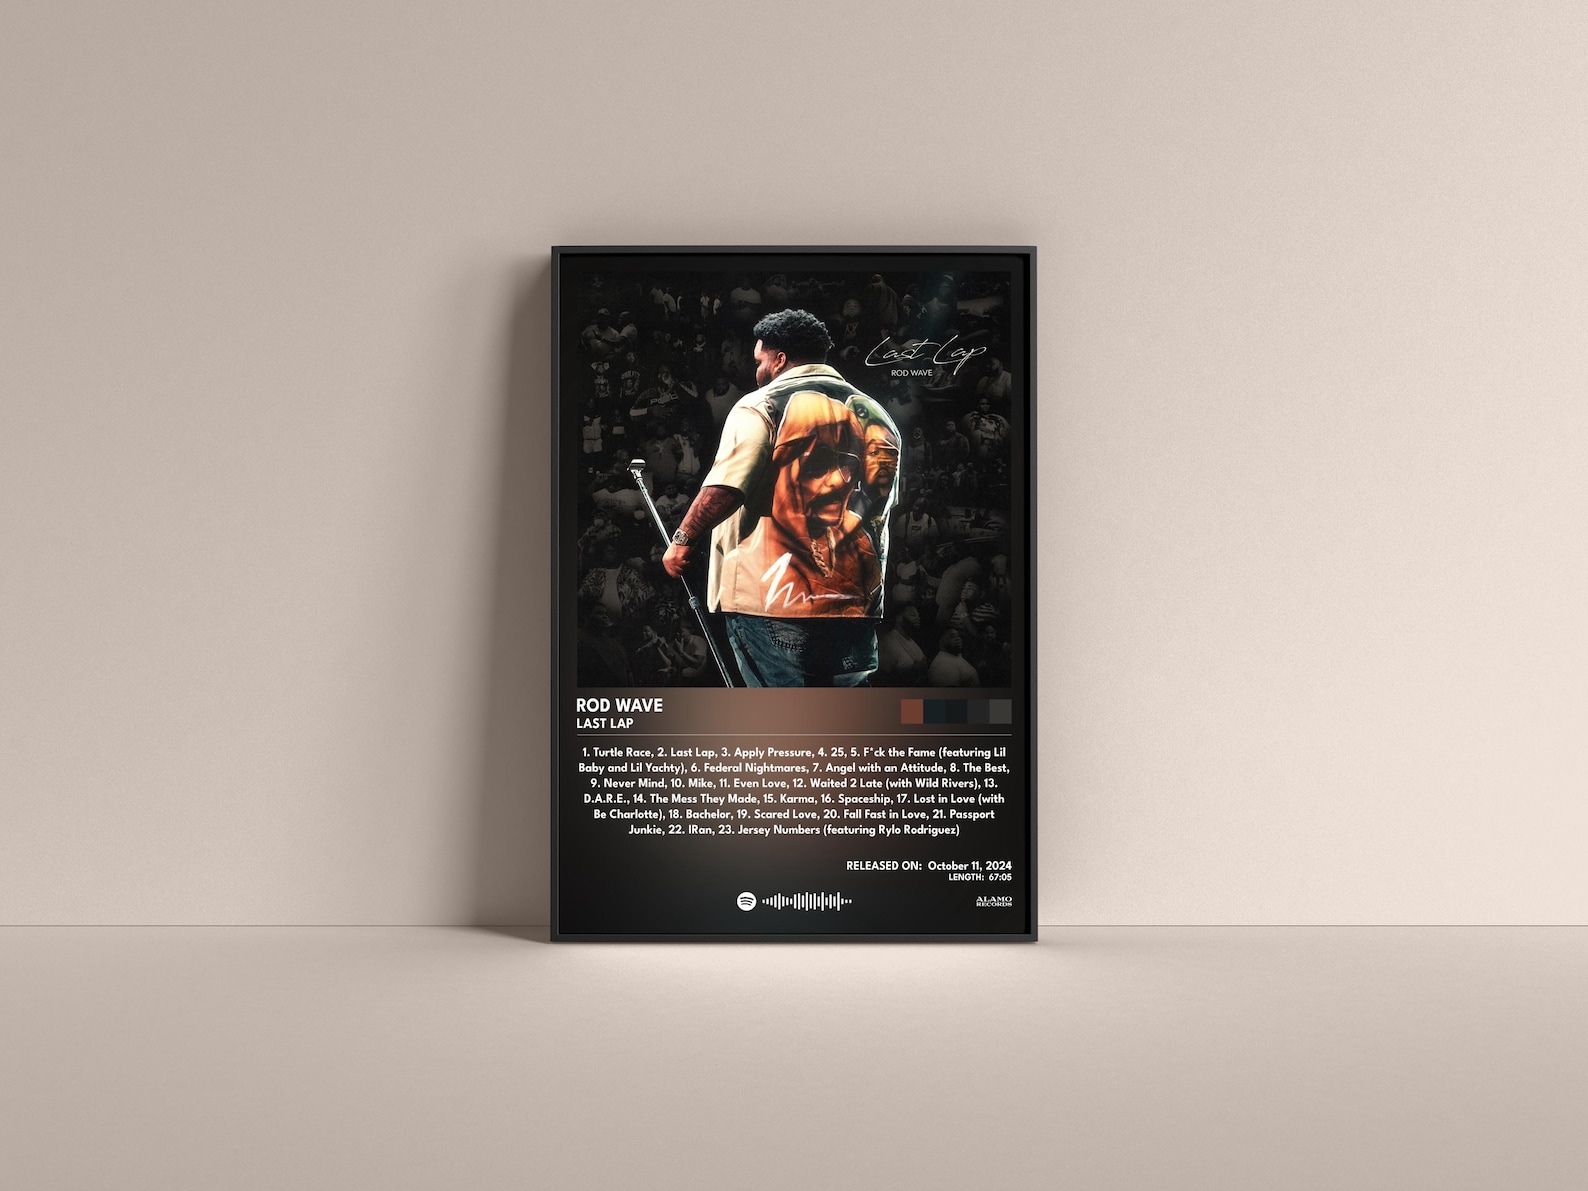 Last Lap
ROD WAVE
ROD WAVE
LAST LAP
1. Turtle Race, 2. Last Lap, 3. Apply Pressure, 4. 25, 5. F*ck the Fame (featuring Lil
Baby and Lil Yachty), 6. Federal Nightmares, 7. Angel with an Attitude, 8. The Best,
9. Never Mind, 10. Mike, 11. Even Love, 12. Waited 2 Late (with Wild Rivers), 13.
D.A.R.E., 14. The Mess They Made, 15. Karma, 16. Spaceship, 17. Lost in Love (with
Be Charlotte), 18. Bachelor, 19. Scared Love, 20. Fall Fast in Love, 21. Passport
Junkie, 22. IRan, 23. Jersey Numbers (featuring Rylo Rodriguez)
RELEASED ON: October 11, 2024
LENGTH: 67:05
ALAMO
RECORDS